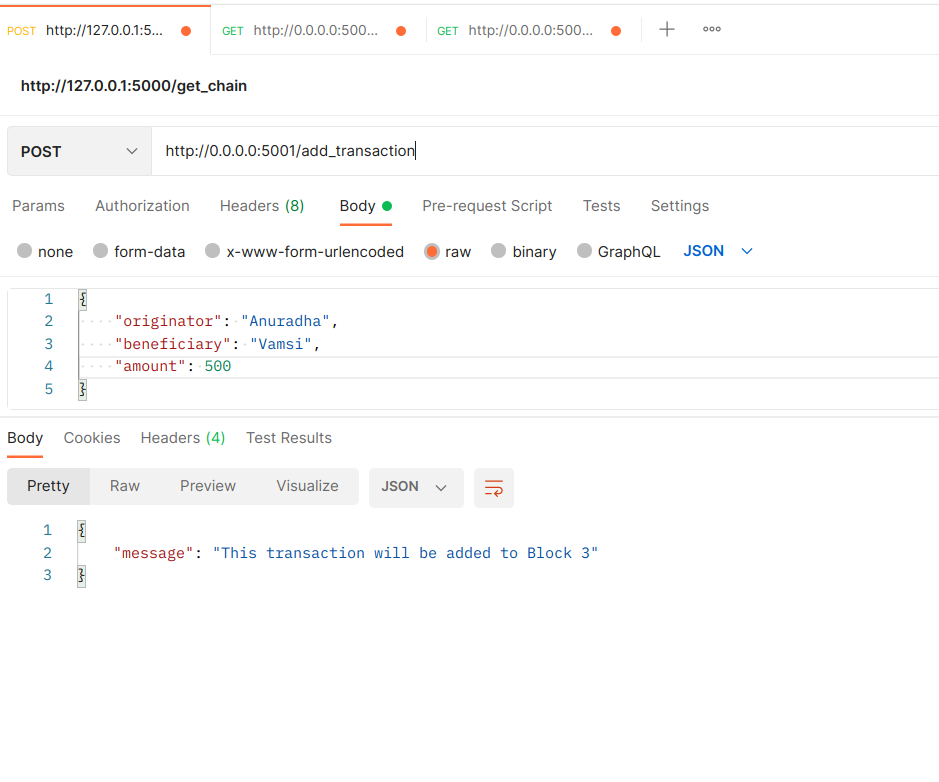 POST http://127.0.0.1:5... GET http://0.0.0.0:500... GET http://0.0.0.0:500...
http://127.0.0.1:5000/get_chain
POST http://0.0.0.0:5001/add_transaction
Params Authorization Headers (8) Body Pre-request Script Tests Settings
none form-data x-www-form-urlencoded raw binary GraphQL JSON
1 {
2 "originator": "Anuradha",
3 "beneficiary": "Vamsi",
4 "amount": 500
5 }
Body Cookies Headers (4) Test Results
Pretty Raw Preview Visualize JSON
1 {
2 "message": "This transaction will be added to Block 3"
3 }